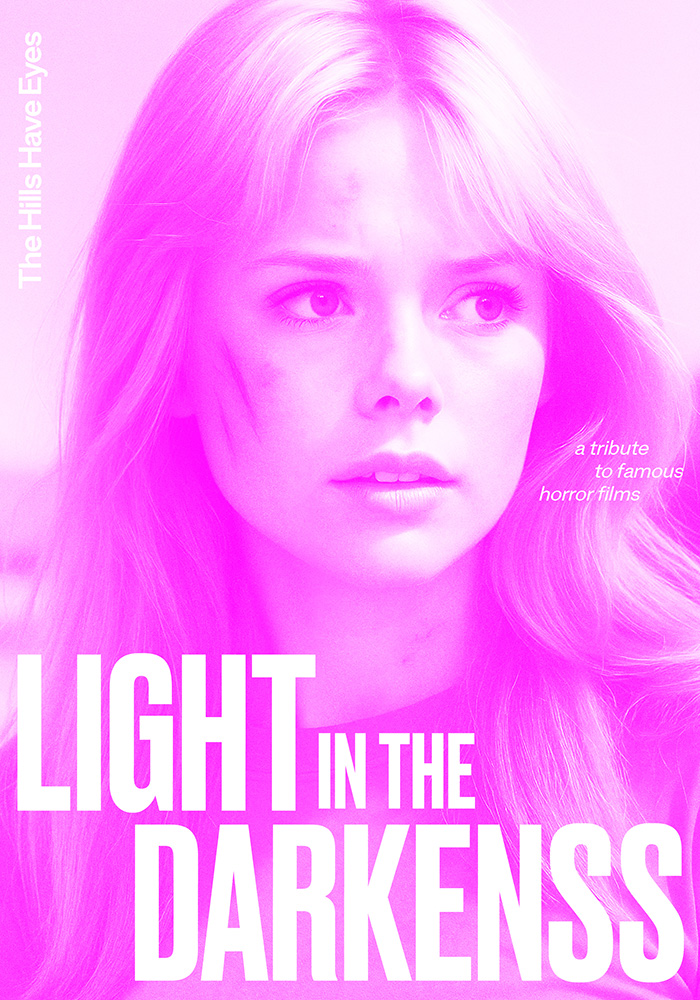 The Hills Have Eyes
a tribute
to famous
horror films
LIGHT IN THE
DARKENSS